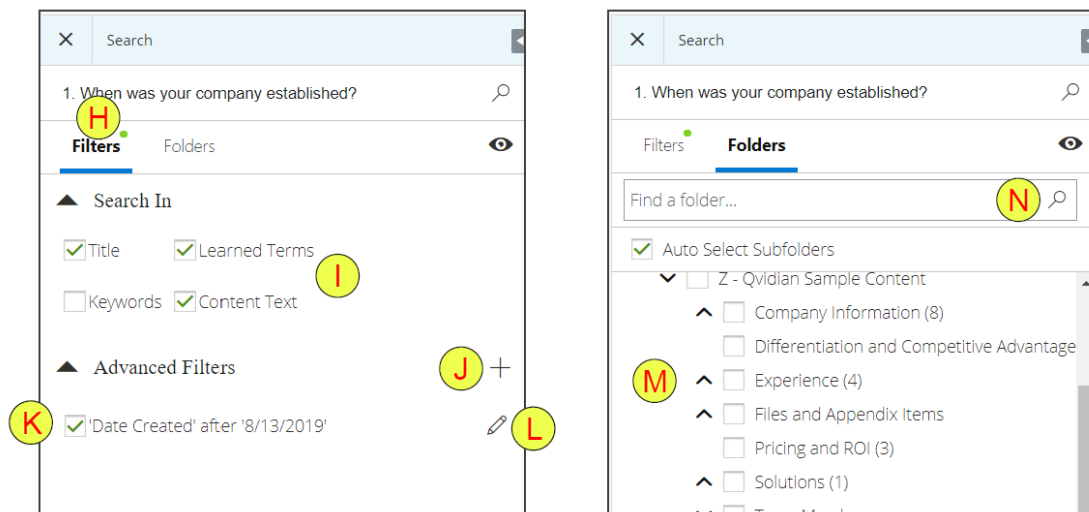 Search
1. When was your company established?
H
Filters Folders
Search In
Title Learned Terms
I
Keywords Content Text
Advanced Filters J
K 'Date Created' after '8/13/2019' L
Search
1. When was your company established?
Filters Folders
Find a folder... N
Auto Select Subfolders
Z - Qvidian Sample Content
Company Information (8)
Differentiation and Competitive Advantage
M Experience (4)
Files and Appendix Items
Pricing and ROI (3)
Solutions (1)